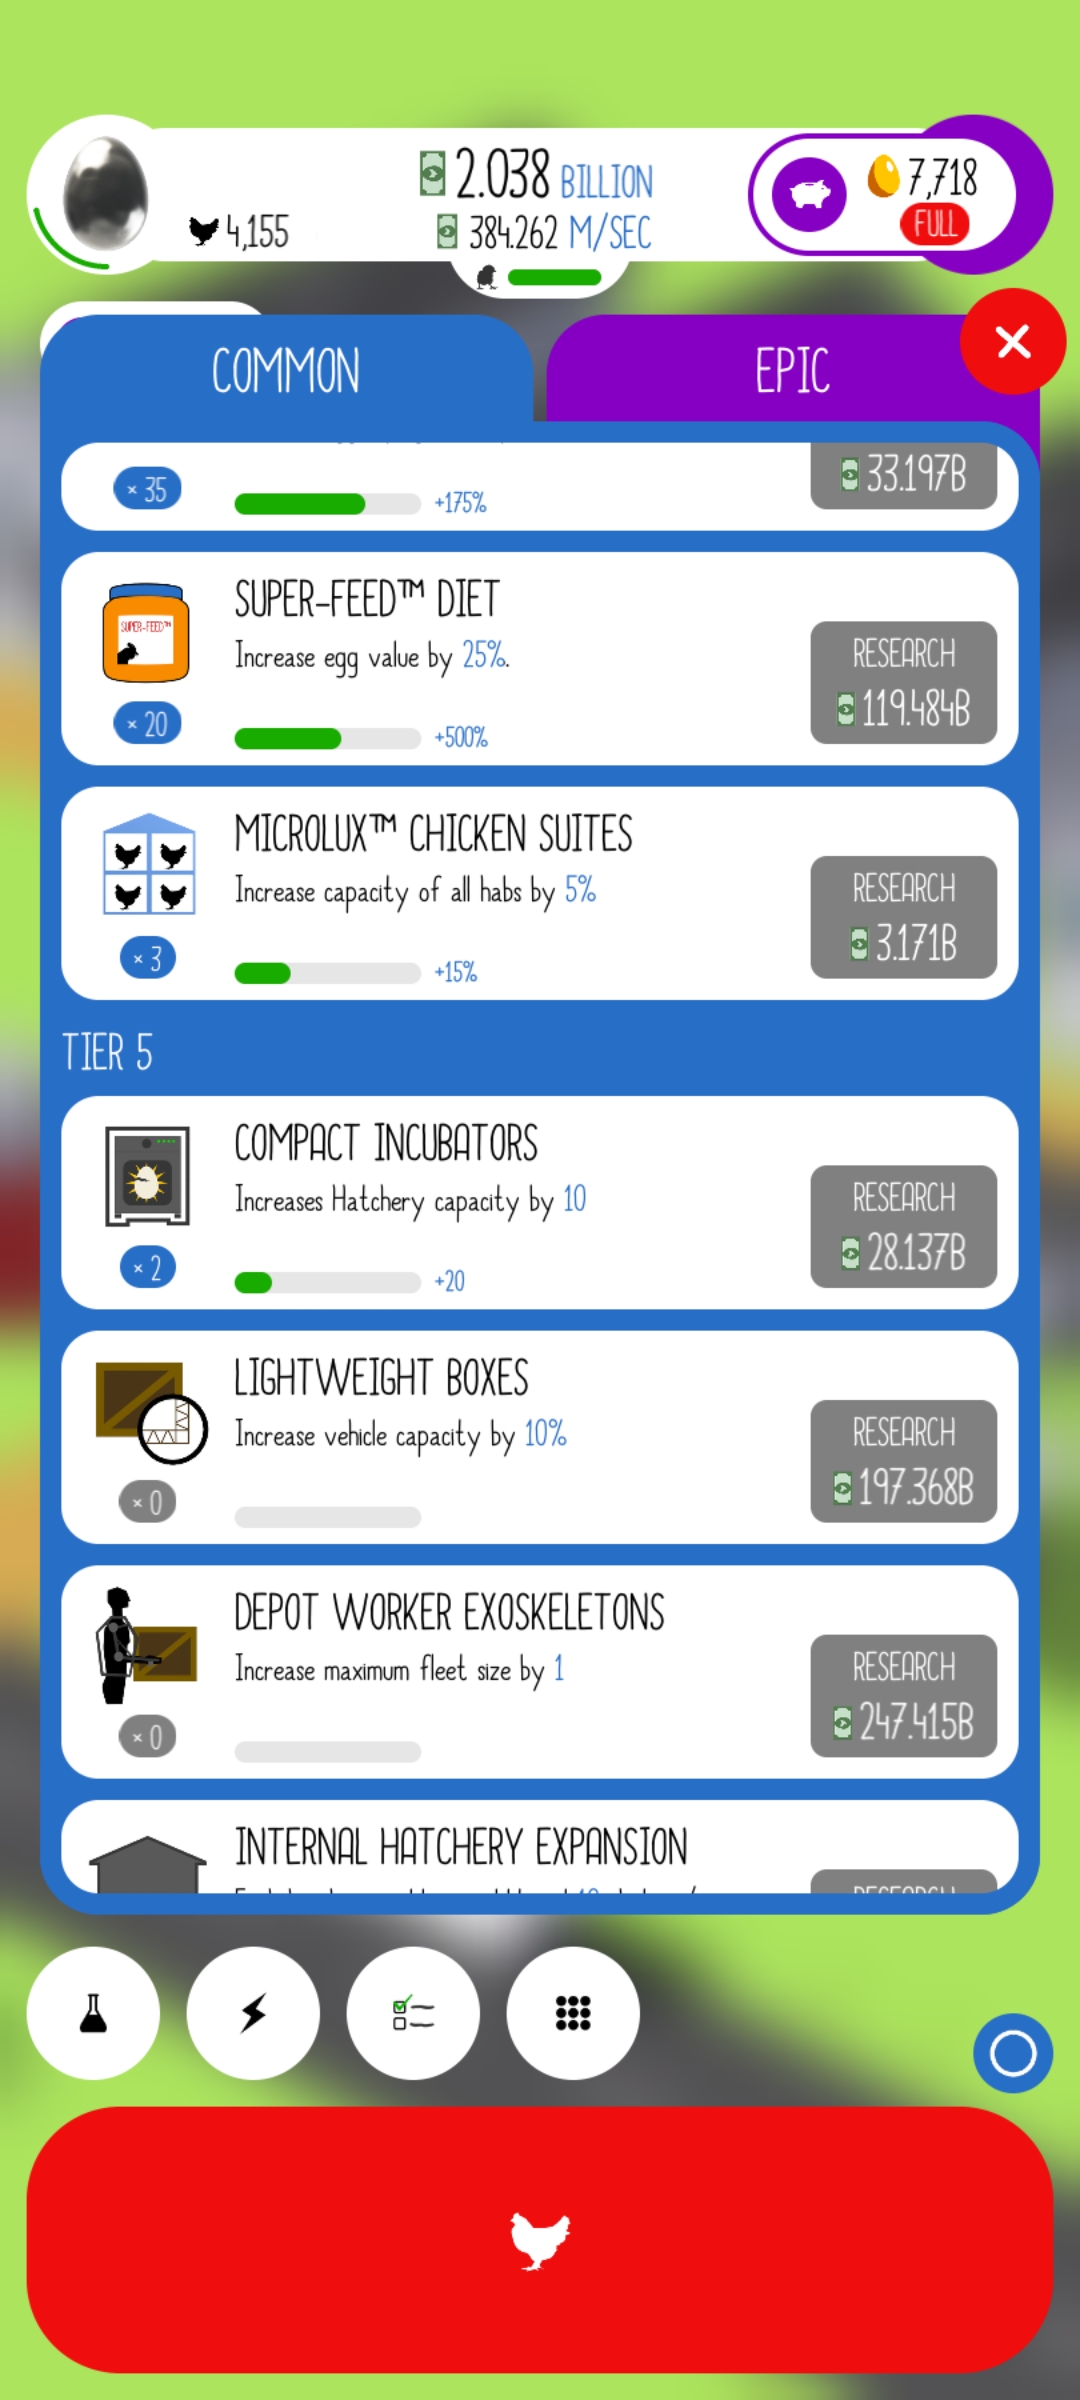 2.038 BILLION
4,155
384.262 M/SEC
7,718
FULL
COMMON
EPIC
× 35
+175%
33.197B
SUPER-FEED™ DIET
Increase egg value by 25%.
SUPER-FEED™
× 20
+500%
RESEARCH
119.484B
MICROLUX™ CHICKEN SUITES
Increase capacity of all habs by 5%
× 3
+15%
RESEARCH
3.171B
TIER 5
COMPACT INCUBATORS
Increases Hatchery capacity by 10
× 2
+20
RESEARCH
28.137B
LIGHTWEIGHT BOXES
Increase vehicle capacity by 10%
× 0
RESEARCH
197.368B
DEPOT WORKER EXOSKELETONS
Increase maximum fleet size by 1
× 0
RESEARCH
247.415B
INTERNAL HATCHERY EXPANSION
RESEARCH